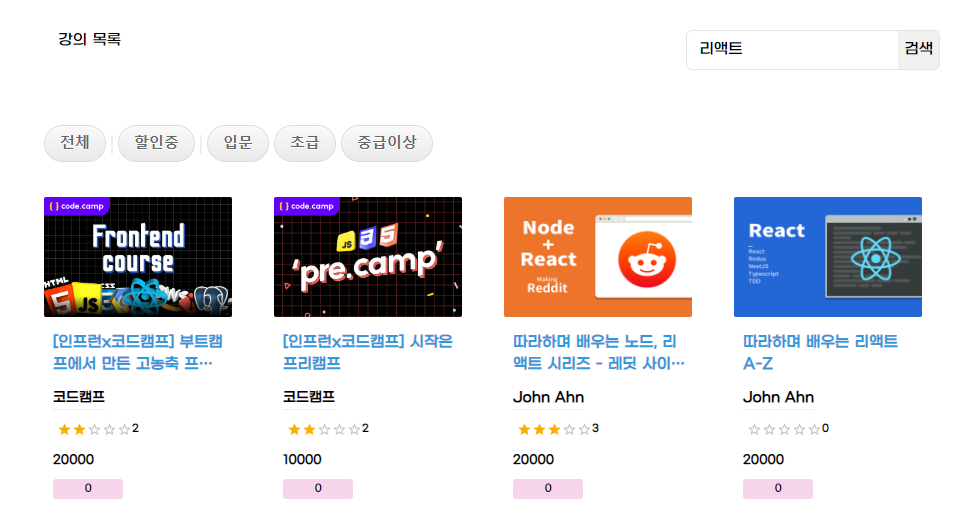 강의 목록
리액트
검색
전체
할인중
입문
초급
중급이상
{ } code.camp
Frontend
course
HTML
5
JS
{ } code.camp
JS
3
5
'pre.camp'
Node
+
React
Making
Reddit
React
React
Redux
NextJS
Typescript
TDD
[인프런x코드캠프] 부트캠
프에서 만든 고농축 프…
[인프런x코드캠프] 시작은
프리캠프
따라하며 배우는 노드, 리
액트 시리즈 - 레딧 사이…
따라하며 배우는 리액트
A-Z
코드캠프
코드캠프
John Ahn
John Ahn
2
2
3
0
20000
10000
20000
20000
0
0
0
0